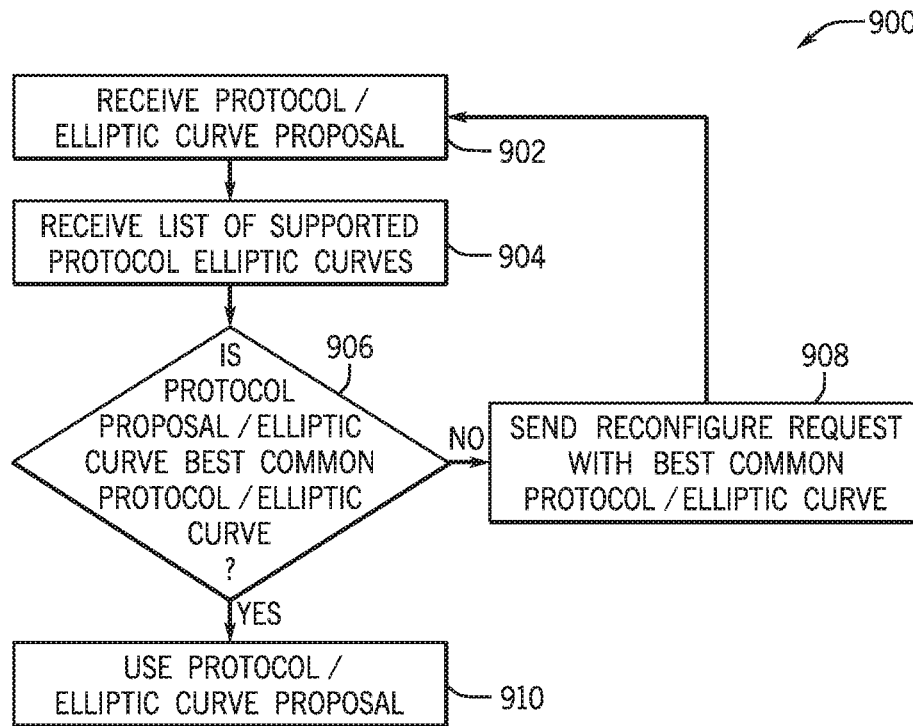 900
RECEIVE PROTOCOL /
ELLIPTIC CURVE PROPOSAL
902
RECEIVE LIST OF SUPPORTED
PROTOCOL ELLIPTIC CURVES
904
906
IS
PROTOCOL
PROPOSAL / ELLIPTIC
CURVE BEST COMMON
PROTOCOL / ELLIPTIC
CURVE
?
NO
908
SEND RECONFIGURE REQUEST
WITH BEST COMMON
PROTOCOL / ELLIPTIC CURVE
YES
USE PROTOCOL /
ELLIPTIC CURVE PROPOSAL
910